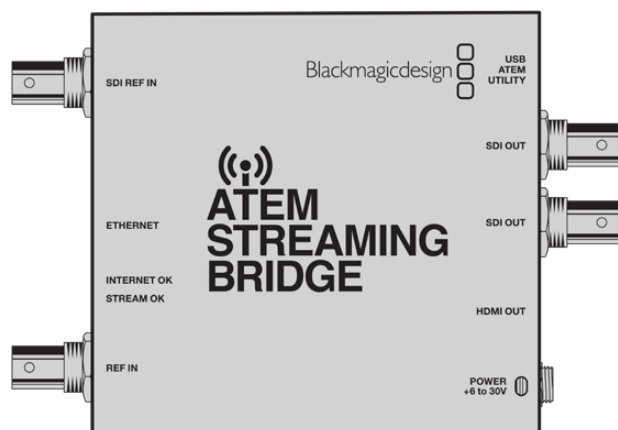 SDI REF IN
Blackmagicdesign
USB
ATEM
UTILITY
SDI OUT
ATEM
STREAMING
BRIDGE
ETHERNET
SDI OUT
INTERNET OK
STREAM OK
HDMI OUT
REF IN
POWER
+6 to 30V